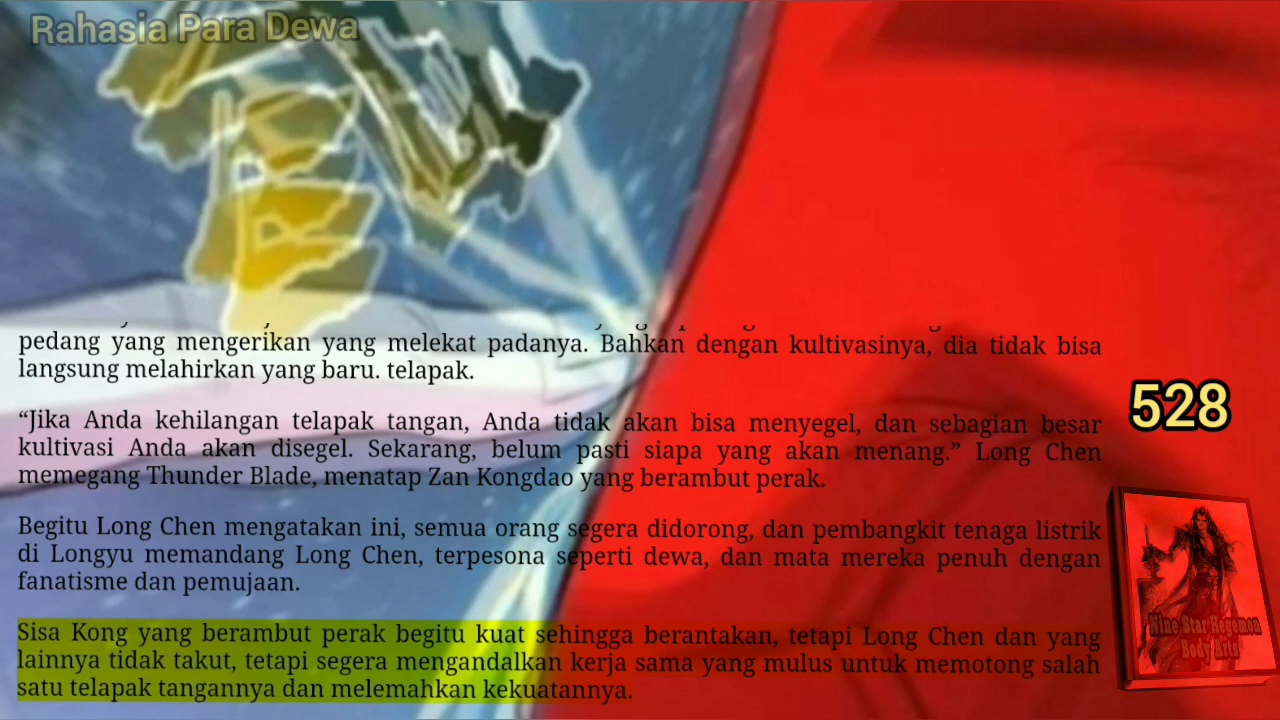 Rahasia Para Dewa
pedang yang mengerikan yang melekat padanya. Bahkan dengan kultivasinya, dia tidak bisa
langsung melahirkan yang baru. telapak.
“Jika Anda kehilangan telapak tangan, Anda tidak akan bisa menyegel, dan sebagian besar
kultivasi Anda akan disegel. Sekarang, belum pasti siapa yang akan menang.” Long Chen
memegang Thunder Blade, menatap Zan Kongdao yang berambut perak.
Begitu Long Chen mengatakan ini, semua orang segera didorong, dan pembangkit tenaga listrik
di Longyu memandang Long Chen, terpesona seperti dewa, dan mata mereka penuh dengan
fanatisme dan pemujaan.
Sisa Kong yang berambut perak begitu kuat sehingga berantakan, tetapi Long Chen dan yang
lainnya tidak takut, tetapi segera mengandalkan kerja sama yang mulus untuk memotong salah
satu telapak tangannya dan melemahkan kekuatannya.
528
Nine Star Hegemon
Body Arts